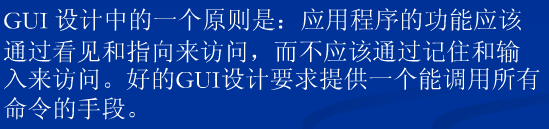 GUI 设计中的一个原则是：应用程序的功能应该
通过看见和指向来访问，而不应该通过记住和输
入来访问。好的GUI设计要求提供一个能调用所有
命令的手段。